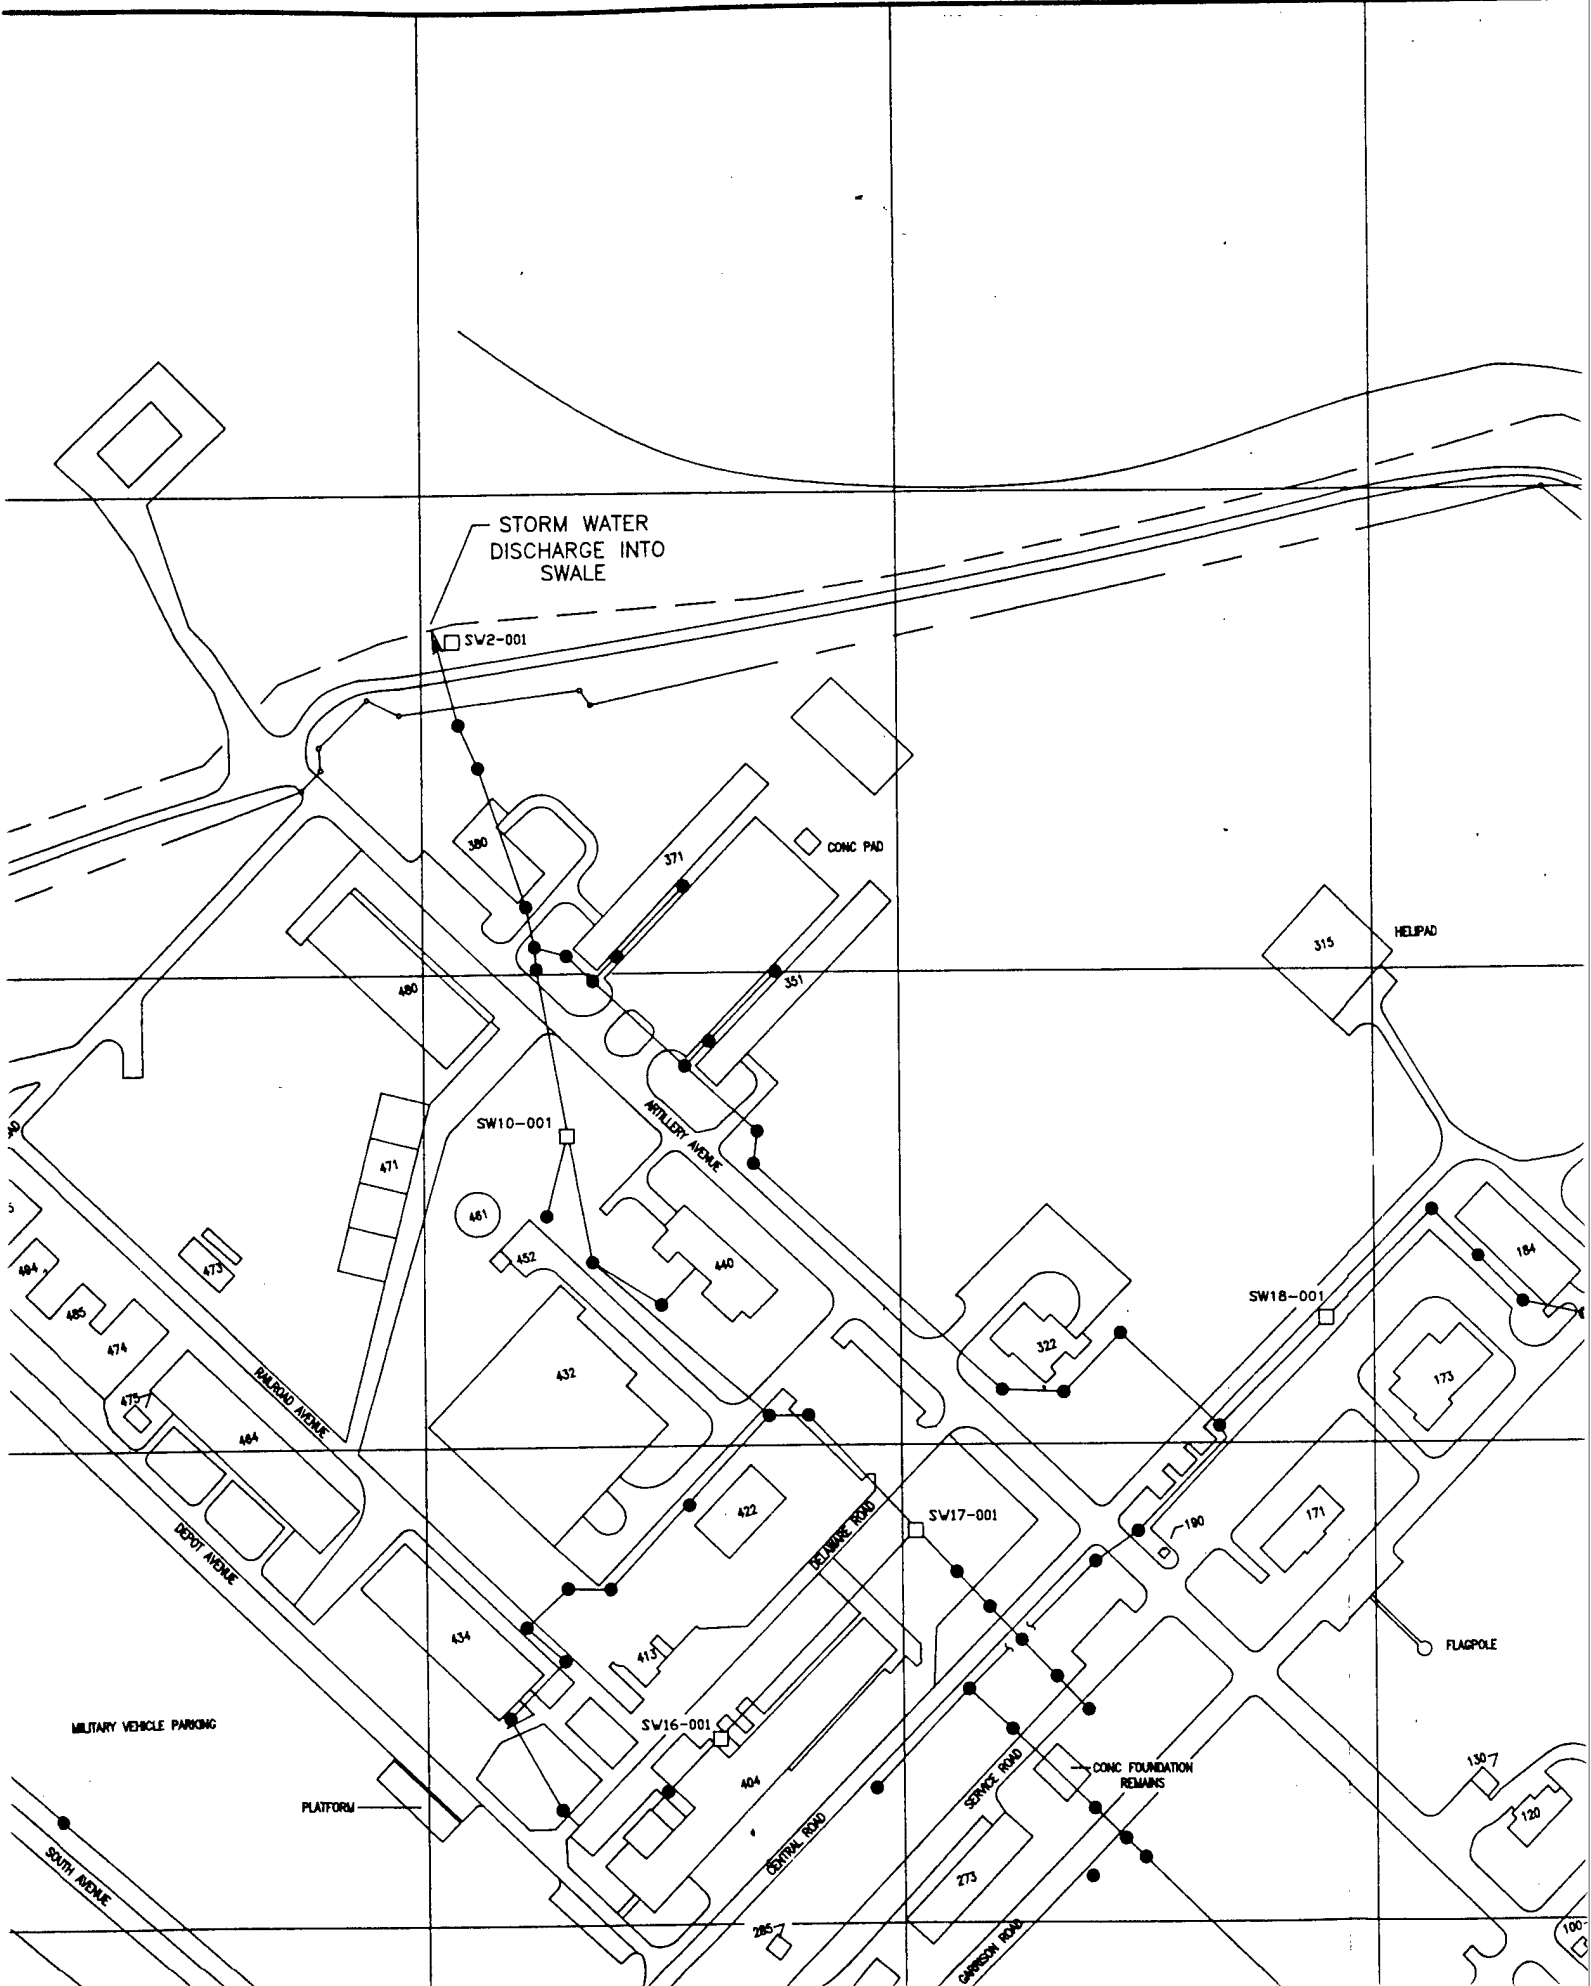 STORM WATER
DISCHARGE INTO
SWALE
SW2-001
380
371
CONC PAD
315
HELIPAD
480
351
SW10-001
ARTILLERY AVENUE
471
461
452
440
184
494
473
485
474
SW18-001
322
173
432
475
RAILROAD AVENUE
464
422
SW17-001
171
190
DEPOT AVENUE
DELAWARE ROAD
434
413
FLAGPOLE
MILITARY VEHICLE PARKING
SW16-001
404
SERVICE ROAD
CONC FOUNDATION
REMAINS
130
120
PLATFORM
CENTRAL ROAD
SOUTH AVENUE
273
285
GARRISON ROAD
100